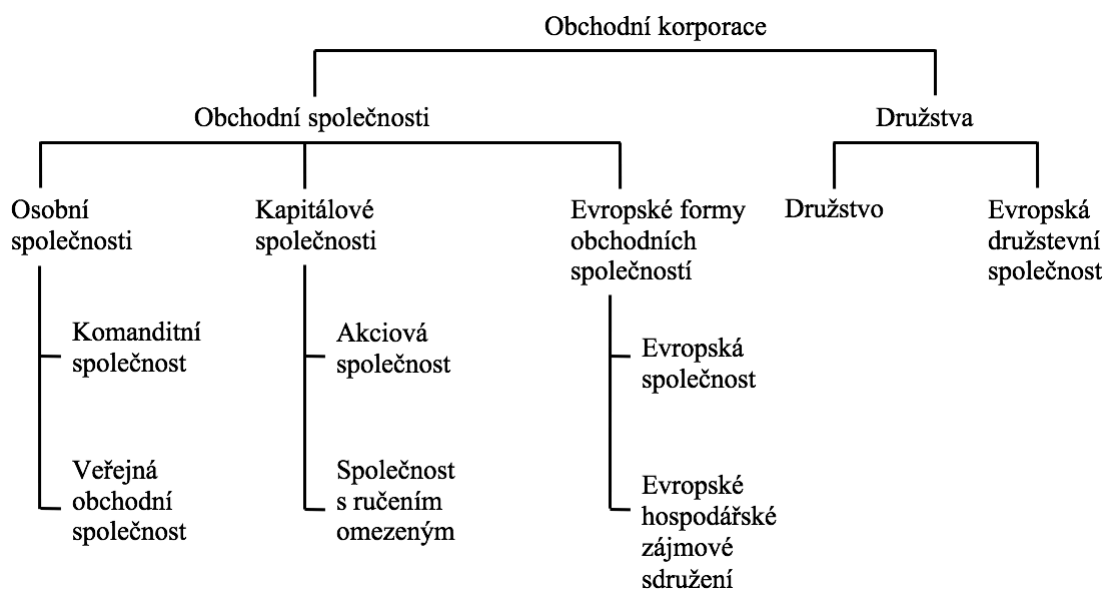 Obchodní korporace
Obchodní společnosti
Družstva
Osobní
společnosti
Kapitálové
společnosti
Evropské formy
obchodních
společností
Družstvo
Evropská
družstevní
společnost
Komanditní
společnost
Akciová
společnost
Evropská
společnost
Veřejná
obchodní
společnost
Společnost
s ručením
omezeným
Evropské
hospodářské
zájmové
sdružení